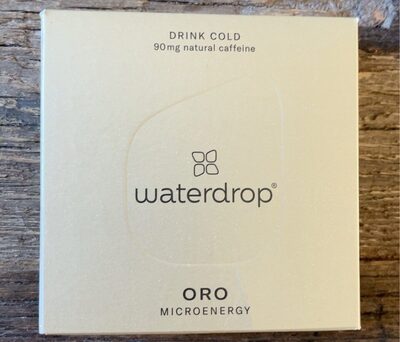 DRINK COLD
90mg natural caffeine
waterdrop®
ORO
MICROENERGY